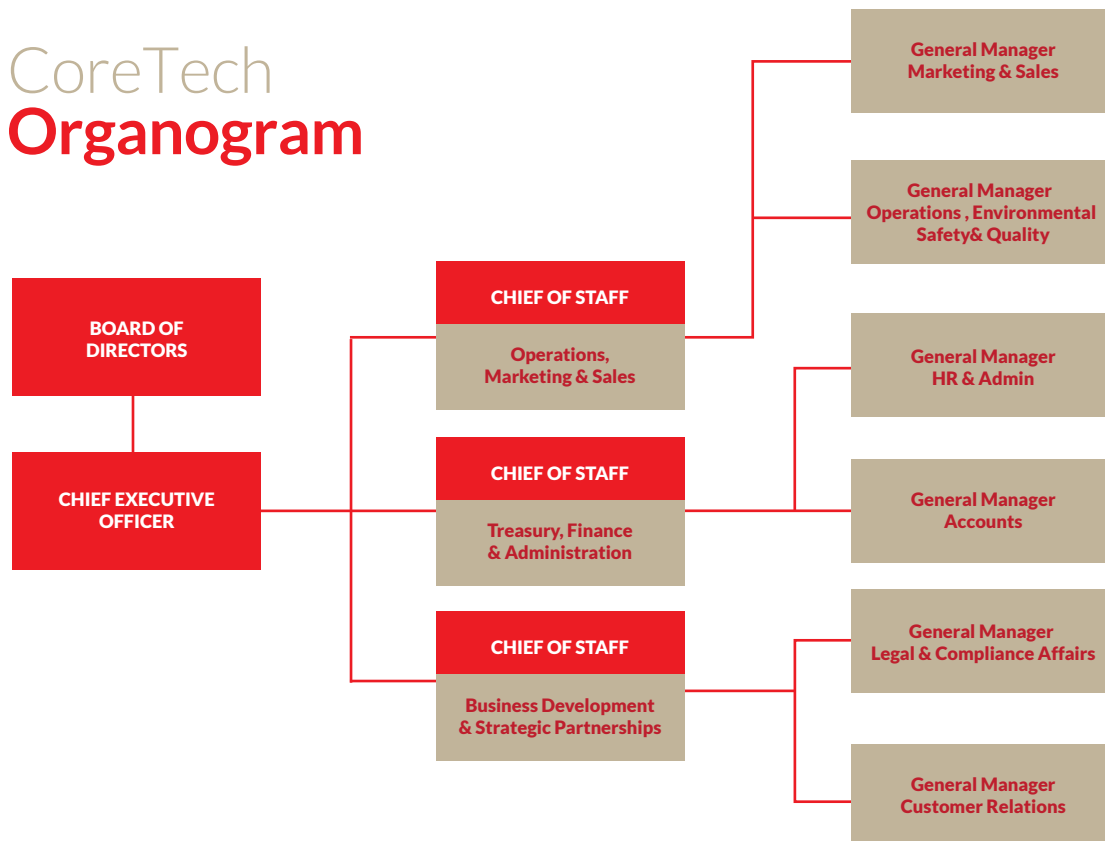 CoreTech
Organogram
BOARD OF
DIRECTORS
CHIEF EXECUTIVE
OFFICER
CHIEF OF STAFF
Operations,
Marketing & Sales
CHIEF OF STAFF
Treasury, Finance
& Administration
CHIEF OF STAFF
Business Development
& Strategic Partnerships
General Manager
Marketing & Sales
General Manager
Operations , Environmental
Safety& Quality
General Manager
HR & Admin
General Manager
Accounts
General Manager
Legal & Compliance Affairs
General Manager
Customer Relations